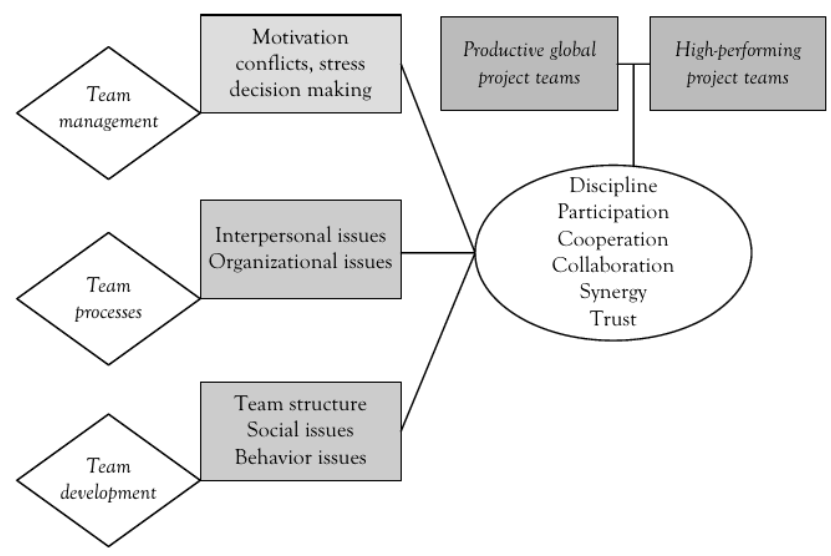 Team
management
Motivation
conflicts, stress
decision making
Productive global
project teams
High-performing
project teams
Team
processes
Interpersonal issues
Organizational issues
Discipline
Participation
Cooperation
Collaboration
Synergy
Trust
Team
development
Team structure
Social issues
Behavior issues